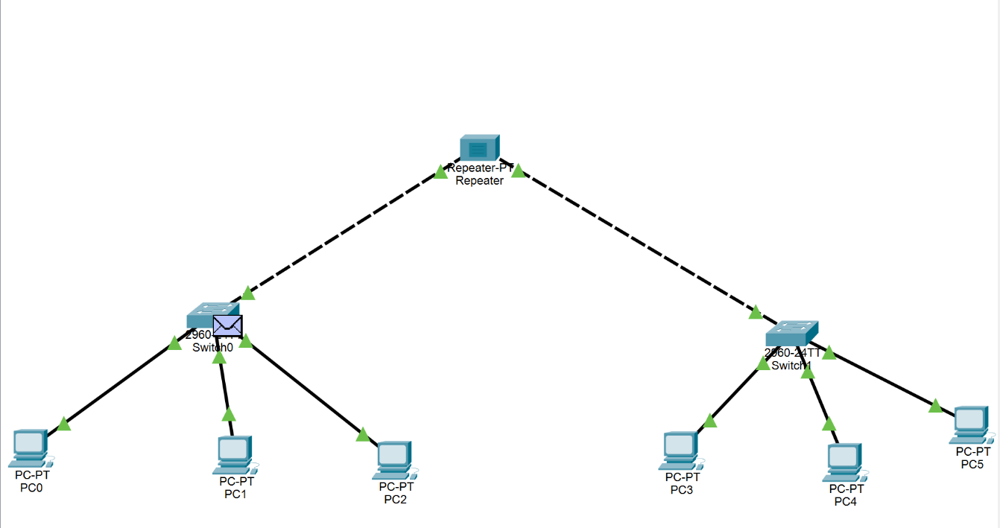 Repeater-PT
Repeater
Switch0
2960-24TT
Switch1
PC-PT
PC0
PC-PT
PC1
PC-PT
PC2
PC-PT
PC3
PC-PT
PC4
PC-PT
PC5